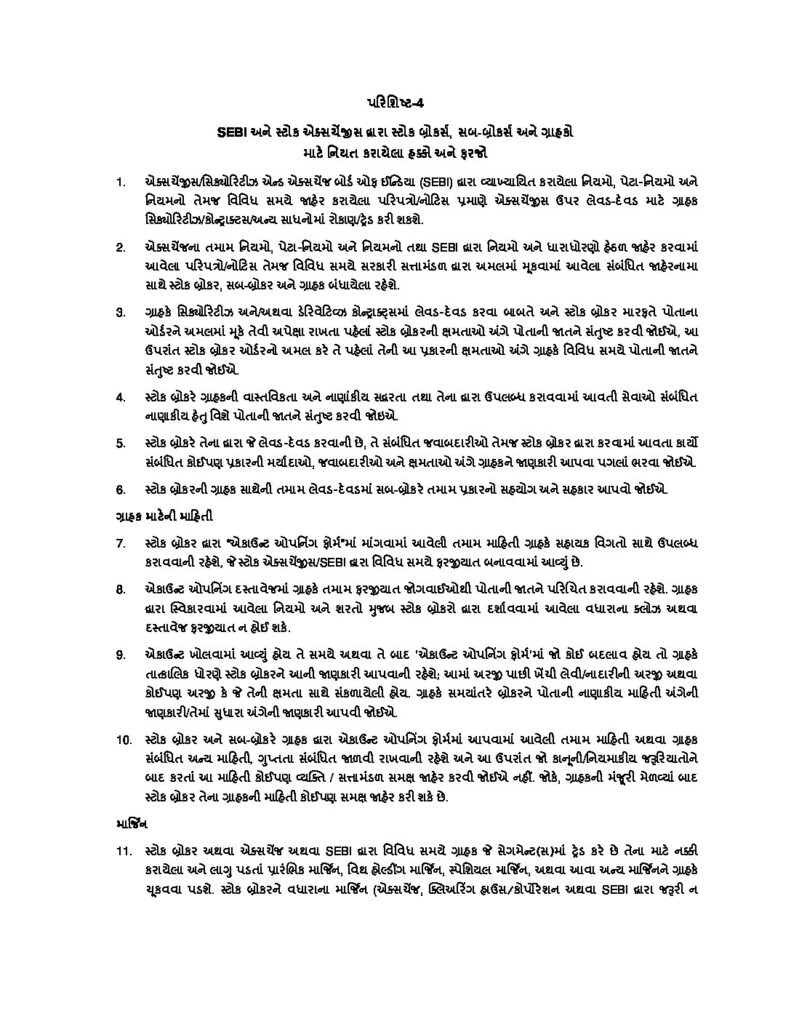 પરિશિષ્ટ-4
SEBI અને સ્ટોક એક્સચેંજીસ દ્વારા સ્ટોક બ્રોકર્સ, સબ-બ્રોકર્સ અને ગ્રાહકો
માટે નિયત કરાયેલા હક્કો અને ફરજો
1. એક્સચેંજીસ/સિક્યોરિટીઝ એન્ડ એક્સચેંજ બોર્ડ ઓફ ઈન્ડિયા (SEBI) દ્વારા વ્યાખ્યાયિત કરાયેલા નિયમો, પેટા-નિયમો અને
નિયમનો તેમજ વિવિધ સમયે જાહેર કરાયેલા પરિપત્રો/નોટિસ પ્રમાણે એક્સચેંજીસ ઉપર લેવડ-દેવડ માટે ગ્રાહક
સિક્યોરિટીઝ/કોન્ટ્રાક્ટસ/અન્ય સાધનોમાં રોકાણ/ટ્રેડ કરી શકશે.
2. એક્સચેંજના તમામ નિયમો, પેટા-નિયમો અને નિયમનો તથા SEBI દ્વારા નિયમો અને ધારાધોરણો હેઠળ જાહેર કરવામાં
આવેલા પરિપત્રો/નોટિસ તેમજ વિવિધ સમયે સરકારી સત્તામંડળ દ્વારા અમલમાં મૂકવામાં આવેલા સંબંધિત જાહેરનામા
સાથે સ્ટોક બ્રોકર, સબ-બ્રોકર અને ગ્રાહક બંધાયેલા રહેશે.
3. ગ્રાહકે સિક્યોરિટીઝ અને/અથવા ડેરિવેટિવ્ઝ કોન્ટ્રાક્ટ્સમાં લેવડ-દેવડ કરવા બાબતે અને સ્ટોક બ્રોકર મારફતે પોતાના
ઓર્ડરને અમલમાં મૂકે તેવી અપેક્ષા રાખતા પહેલાં સ્ટોક બ્રોકરની ક્ષમતાઓ અંગે પોતાની જાતને સંતુષ્ટ કરવી જોઈએ, આ
ઉપરાંત સ્ટોક બ્રોકર ઓર્ડરનો અમલ કરે તે પહેલાં તેની આ પ્રકારની ક્ષમતાઓ અંગે ગ્રાહકે વિવિધ સમયે પોતાની જાતને
સંતુષ્ટ કરવી જોઈએ.
4. સ્ટોક બ્રોકરે ગ્રાહકની વાસ્તવિકતા અને નાણાંકીય સદ્ધરતા તથા તેના દ્વારા ઉપલબ્ધ કરાવવામાં આવતી સેવાઓ સંબંધિત
નાણાકીય હેતુ વિશે પોતાની જાતને સંતુષ્ટ કરવી જોઇએ.
5. સ્ટોક બ્રોકરે તેના દ્વારા જે લેવડ-દેવડ કરવાની છે, તે સંબંધિત જવાબદારીઓ તેમજ સ્ટોક બ્રોકર દ્વારા કરવામાં આવતા કાર્યો
સંબંધિત કોઈપણ પ્રકારની મર્યાદાઓ, જવાબદારીઓ અને ક્ષમતાઓ અંગે ગ્રાહકને જાણકારી આપવા પગલાં ભરવા જોઈએ.
6. સ્ટોક બ્રોકરની ગ્રાહક સાથેની તમામ લેવડ-દેવડમાં સબ-બ્રોકરે તમામ પ્રકારનો સહયોગ અને સહકાર આપવો જોઈએ.
ગ્રાહક માટેની માહિતી
7. સ્ટોક બ્રોકર દ્વારા "એકાઉન્ટ ઓપનિંગ ફોર્મ"માં માંગવામાં આવેલી તમામ માહિતી ગ્રાહકે સહાયક વિગતો સાથે ઉપલબ્ધ
કરાવવાની રહેશે, જે સ્ટોક એક્સચેંજીસ/SEBI દ્વારા વિવિધ સમયે ફરજીયાત બનાવવામાં આવ્યું છે.
8. એકાઉન્ટ ઓપનિંગ દસ્તાવેજમાં ગ્રાહકે તમામ ફરજીયાત જોગવાઈઓથી પોતાની જાતને પરિચિત કરાવવાની રહેશે. ગ્રાહક
દ્વારા સ્વિકારવામાં આવેલા નિયમો અને શરતો મુજબ સ્ટોક બ્રોકરો દ્વારા દર્શાવવામાં આવેલા વધારાના ક્લોઝ અથવા
દસ્તાવેજ ફરજીયાત ન હોઈ શકે.
9. એકાઉન્ટ ખોલવામાં આવ્યું હોય તે સમયે અથવા તે બાદ 'એકાઉન્ટ ઓપનિંગ ફોર્મ'માં જો કોઈ બદલાવ હોય તો ગ્રાહકે
તાત્કાલિક ધોરણે સ્ટોક બ્રોકરને આની જાણકારી આપવાની રહેશે; આમાં અરજી પાછી ખેંચી લેવી/નાદારીની અરજી અથવા
કોઈપણ અરજી કે જે તેની ક્ષમતા સાથે સંકળાયેલી હોય. ગ્રાહકે સમયાંતરે બ્રોકરને પોતાની નાણાકીય માહિતી અંગેની
જાણકારી/તેમાં સુધારા અંગેની જાણકારી આપવી જોઈએ.
10. સ્ટોક બ્રોકર અને સબ-બ્રોકરે ગ્રાહક દ્વારા એકાઉન્ટ ઓપનિંગ ફોર્મમાં આપવામાં આવેલી તમામ માહિતી અથવા ગ્રાહક
સંબંધિત અન્ય માહિતી, ગુપ્તતા સંબંધિત જાળવી રાખવાની રહેશે અને આ ઉપરાંત જો કાનૂની/નિયમાકીય જરૂરિયાતોને
બાદ કરતાં આ માહિતી કોઈપણ વ્યક્તિ / સત્તામંડળ સમક્ષ જાહેર કરવી જોઈએ નહીં. જોકે, ગ્રાહકની મંજૂરી મેળવ્યાં બાદ
સ્ટોક બ્રોકર તેના ગ્રાહકની માહિતી કોઈપણ સમક્ષ જાહેર કરી શકે છે.
માર્જિન
11. સ્ટોક બ્રોકર અથવા એક્સચેંજ અથવા SEBI દ્વારા વિવિધ સમયે ગ્રાહક જે સેગમેન્ટ(સ)માં ટ્રેડ કરે છે તેના માટે નક્કી
કરાયેલા અને લાગુ પડતાં પ્રારંભિક માર્જિન, વિથ હોલ્ડીંગ માર્જિન, સ્પેશિયલ માર્જિન, અથવા આવા અન્ય માર્જિનને ગ્રાહકે
ચૂકવવા પડશે. સ્ટોક બ્રોકરને વધારાના માર્જિન (એક્સચેંજ, ક્લિઅરિંગ હાઉસ/કોર્પોરેશન અથવા SEBI દ્વારા જરૂરી ન